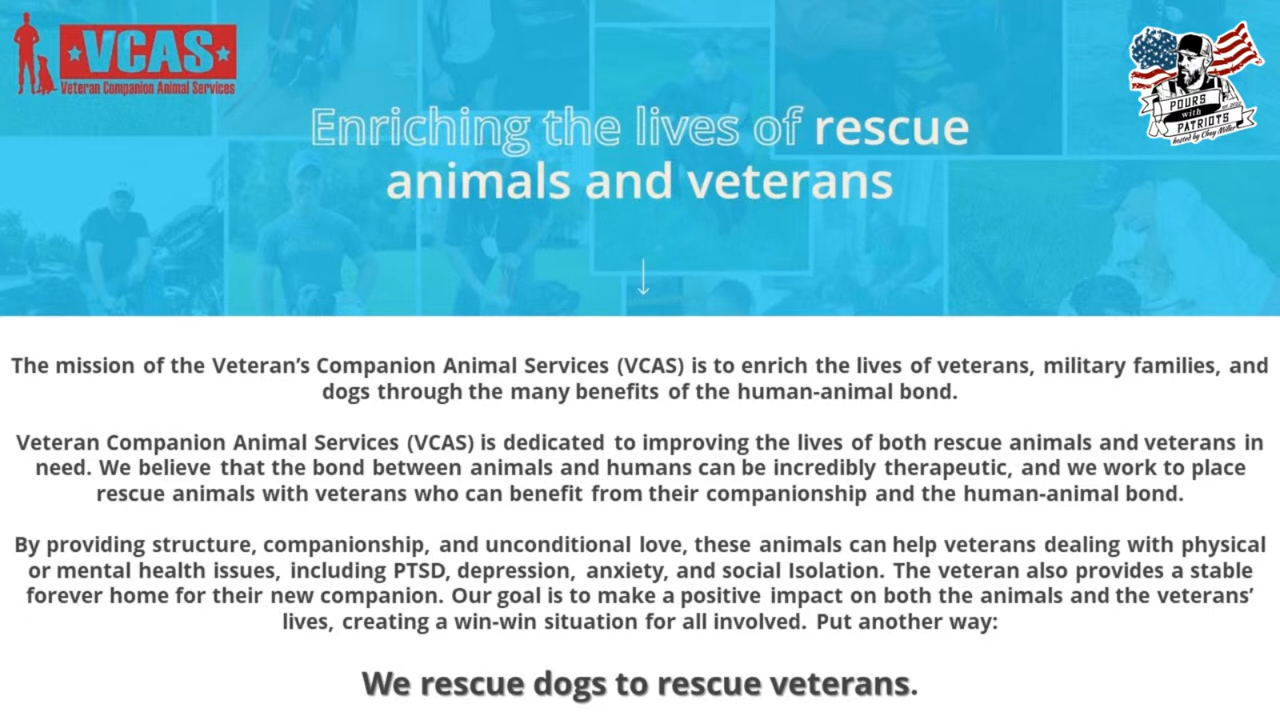 VCAS
Veteran Companion Animal Services
POURS
with
PATRIOTS
hosted by Chey Miller
Enriching the lives of rescue
animals and veterans
The mission of the Veteran’s Companion Animal Services (VCAS) is to enrich the lives of veterans, military families, and
dogs through the many benefits of the human-animal bond.
Veteran Companion Animal Services (VCAS) is dedicated to improving the lives of both rescue animals and veterans in
need. We believe that the bond between animals and humans can be incredibly therapeutic, and we work to place
rescue animals with veterans who can benefit from their companionship and the human-animal bond.
By providing structure, companionship, and unconditional love, these animals can help veterans dealing with physical
or mental health issues, including PTSD, depression, anxiety, and social Isolation. The veteran also provides a stable
forever home for their new companion. Our goal is to make a positive impact on both the animals and the veterans’
lives, creating a win-win situation for all involved. Put another way:
We rescue dogs to rescue veterans.